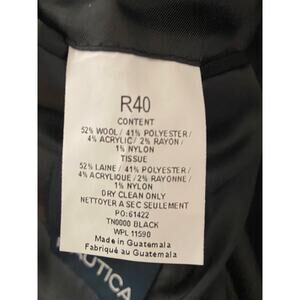 R40
CONTENT
52% WOOL / 41% POLYESTER /
4% ACRYLIC / 2% RAYON /
1% NYLON
TISSUE
52% LAINE / 41% POLYESTER /
4% ACRYLIQUE / 2% RAYONNE /
1% NYLON
DRY CLEAN ONLY
NETTOYER A SEC SEULEMENT
PO:61422
TN0000 BLACK
WPL 11590
Made in Guatemala
Fabriqué au Guatemala
AUTICA